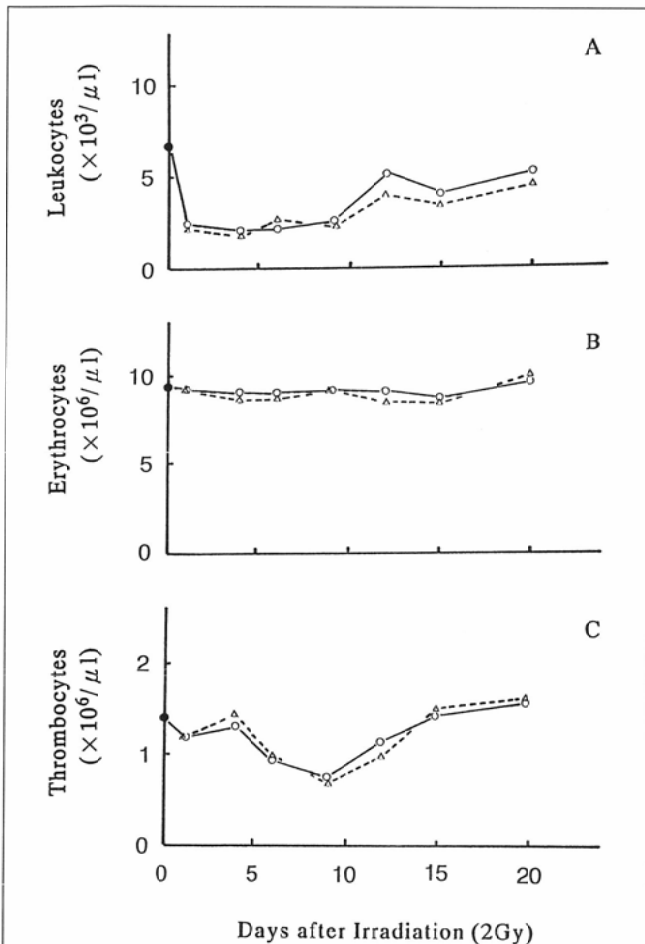 A
Leukocytes
(×10³/μl)
10
5
0
B
Erythrocytes
(×10⁶/μl)
10
5
0
C
Thrombocytes
(×10⁶/μl)
2
1
0
0 5 10 15 20
Days after Irradiation (2Gy)